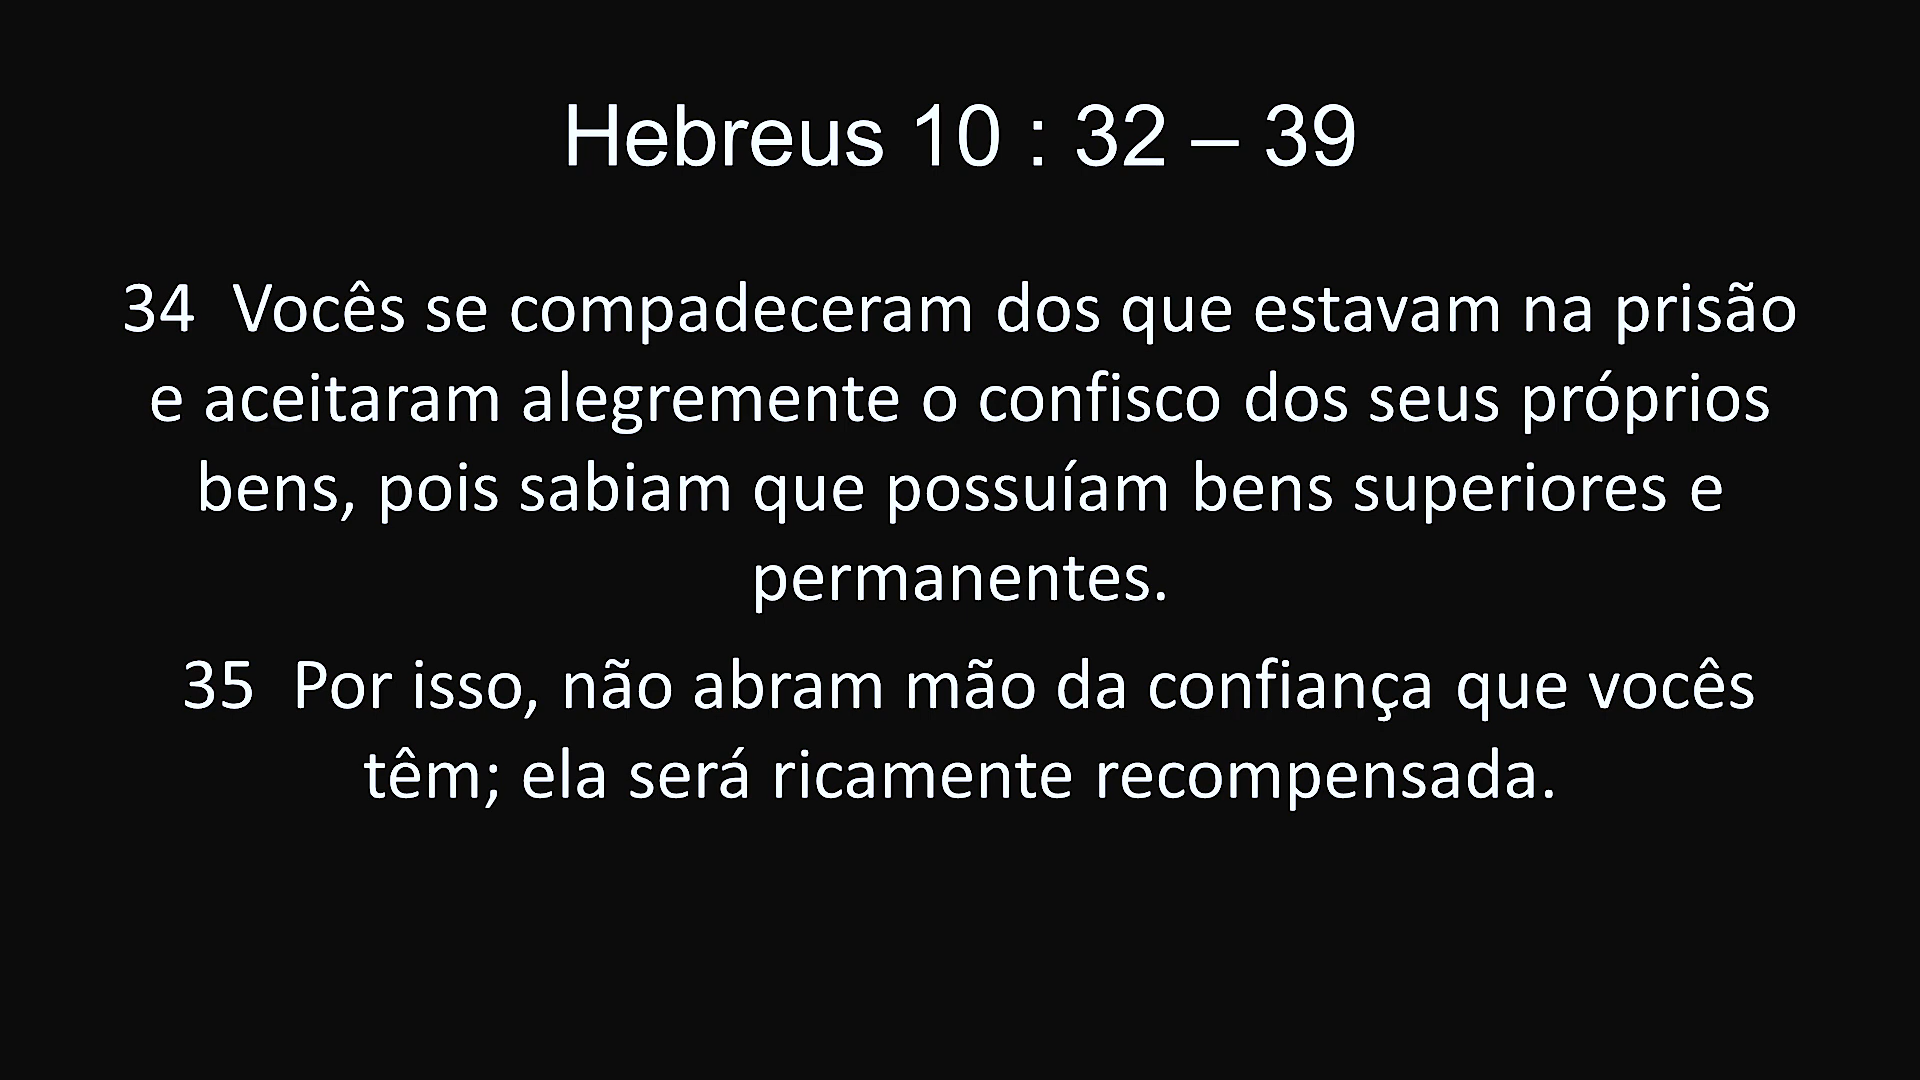 Hebreus 10 : 32 – 39
34  Vocês se compadeceram dos que estavam na prisão
e aceitaram alegremente o confisco dos seus próprios
bens, pois sabiam que possuíam bens superiores e
permanentes.
35  Por isso, não abram mão da confiança que vocês
têm; ela será ricamente recompensada.